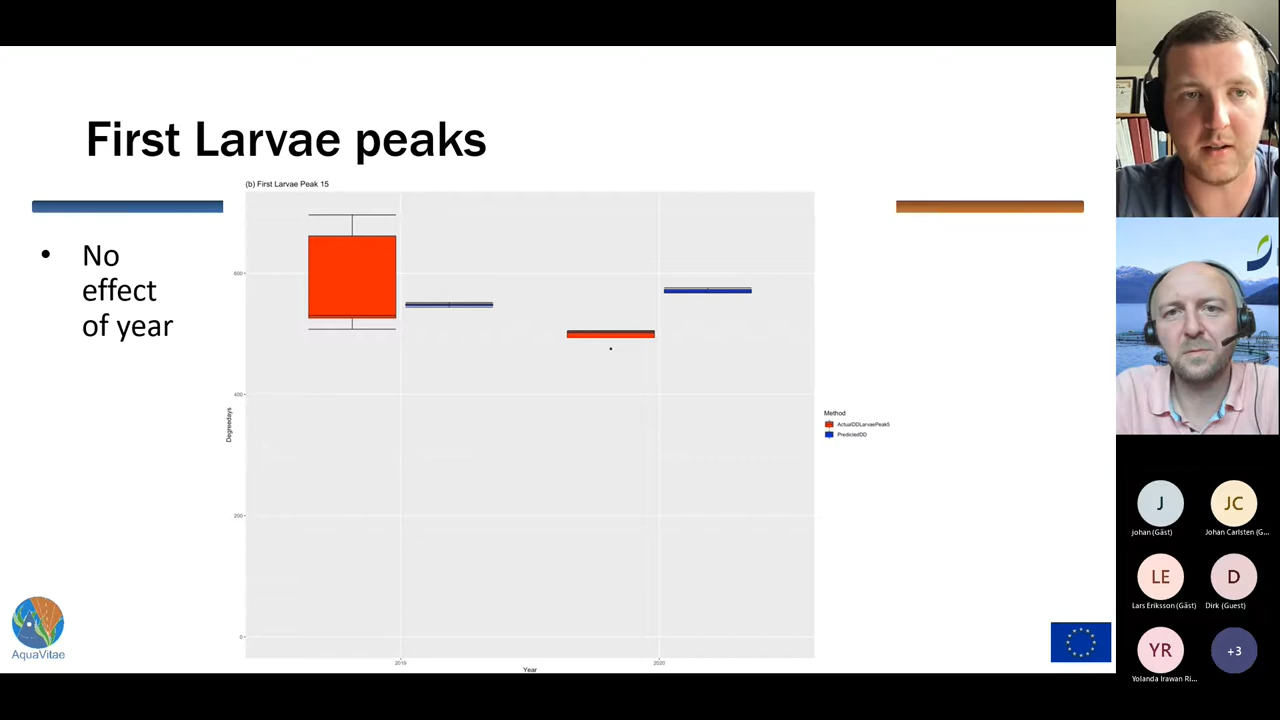 First Larvae peaks
• No
effect
of year
(b) First Larvae Peak 15
600
400
200
0
Degreedays
2019
2020
Year
Method
ActualDDLarvaePeak5
PredictedDD
AquaVitae
J
johan (Gäst)
JC
Johan Carlsten (G...
LE
Lars Eriksson (Gäst)
D
Dirk (Guest)
YR
Yolanda Irawan Ri...
+3